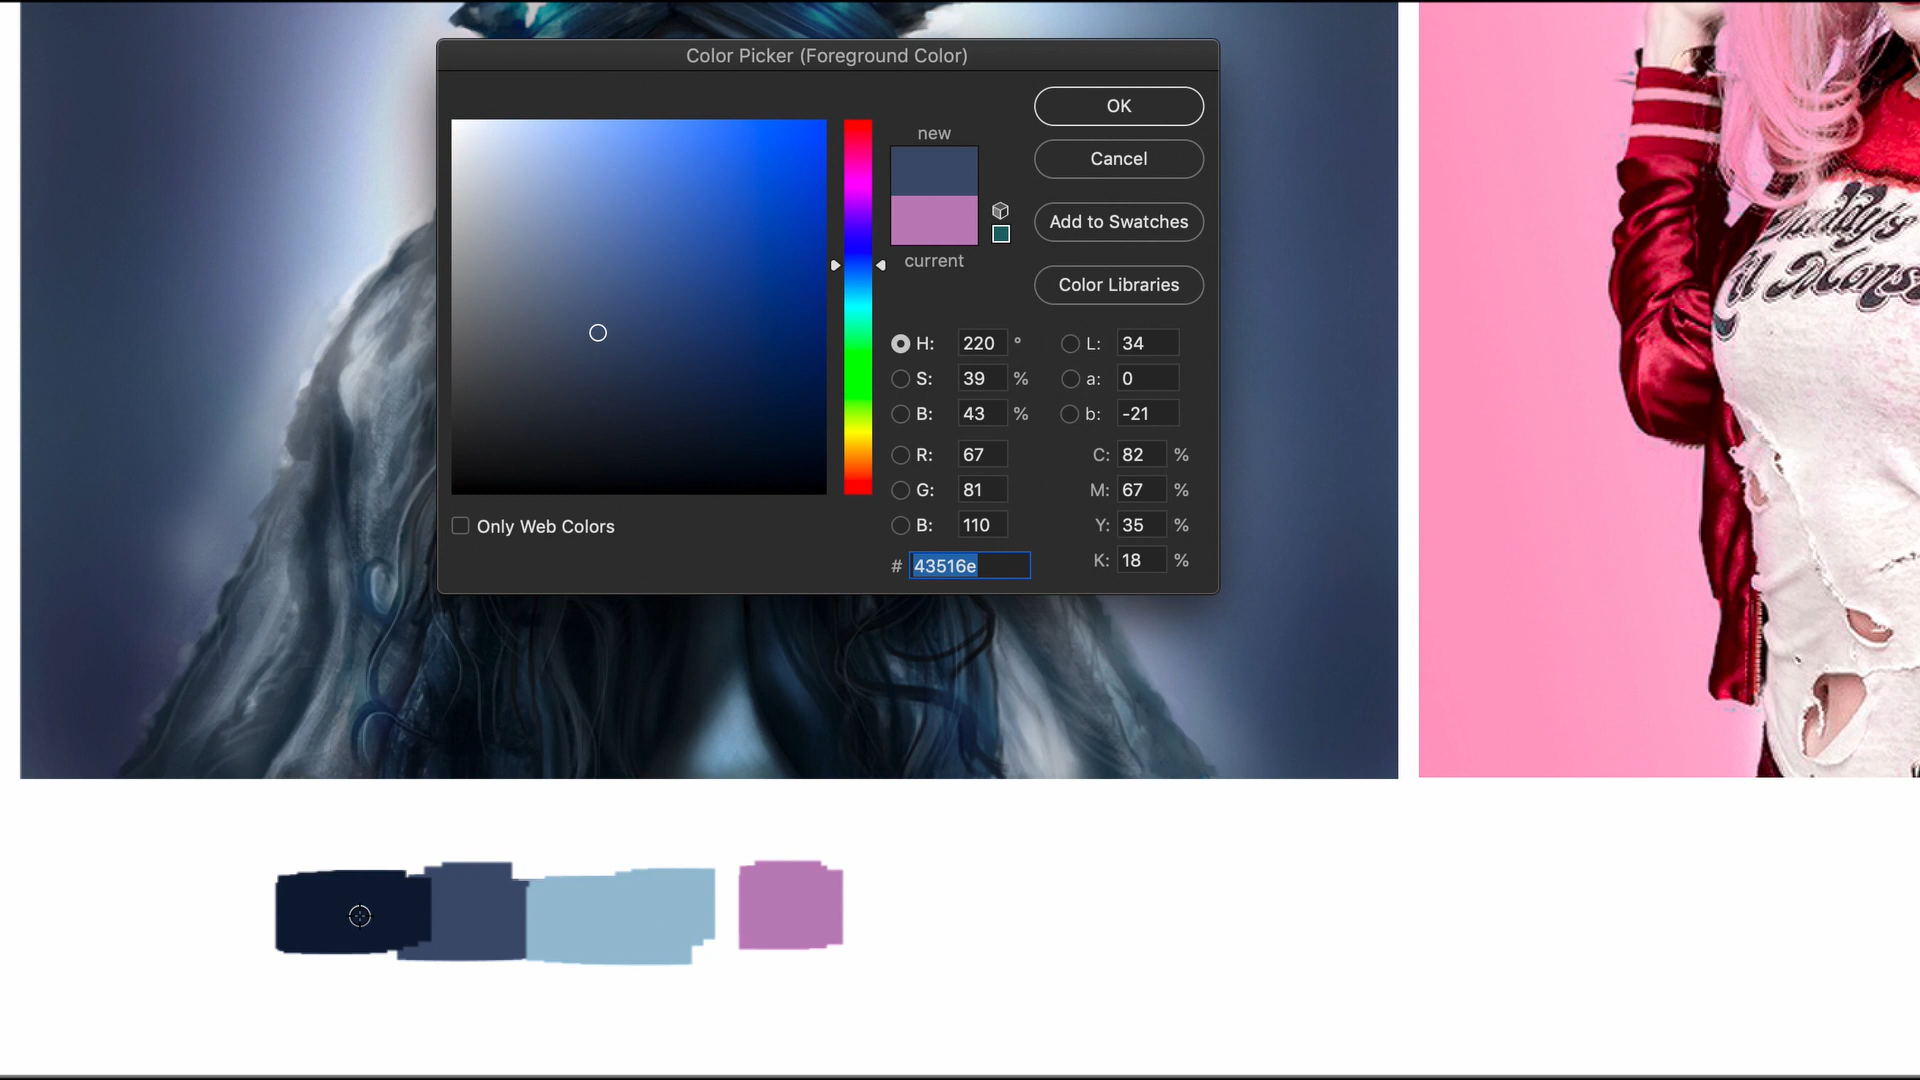 Color Picker (Foreground Color)
new
current
OK
Cancel
Add to Swatches
Color Libraries
H: 220 °
S: 39 %
B: 43 %
R: 67
G: 81
B: 110
# 43516e
L: 34
a: 0
b: -21
C: 82 %
M: 67 %
Y: 35 %
K: 18 %
Only Web Colors
Daddy's